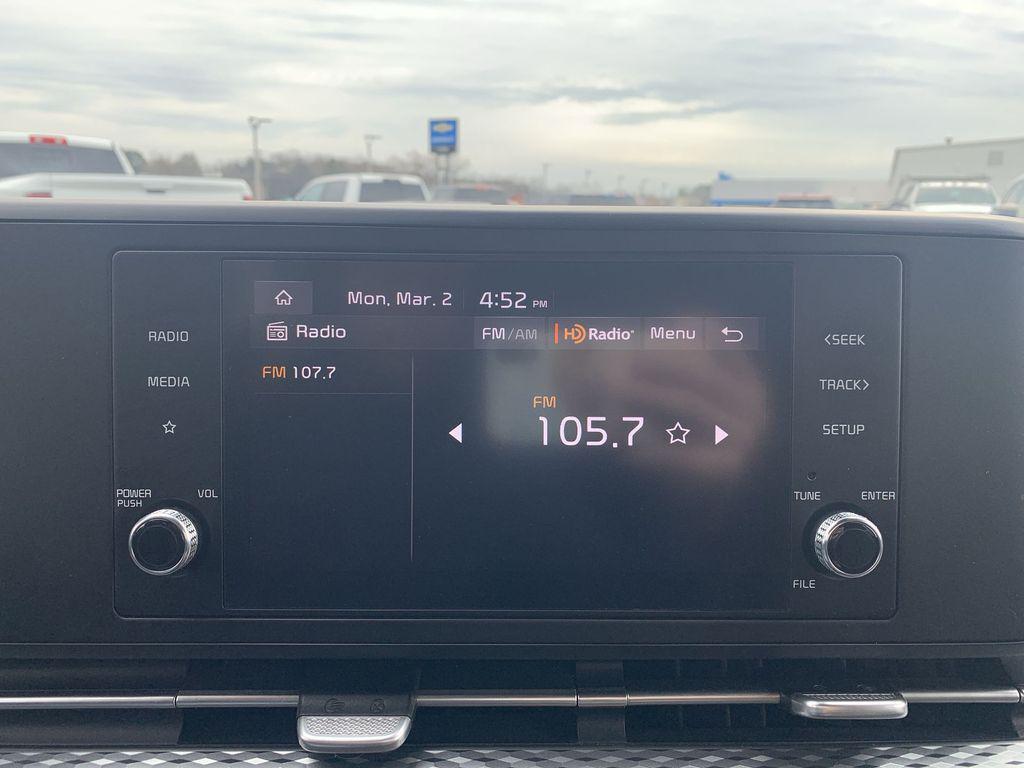 Mon, Mar. 2 4:52 PM
Radio FM/AM HD Radio Menu
FM 107.7
FM
105.7
RADIO
MEDIA
POWER
PUSH
VOL
<SEEK
TRACK>
SETUP
TUNE
ENTER
FILE